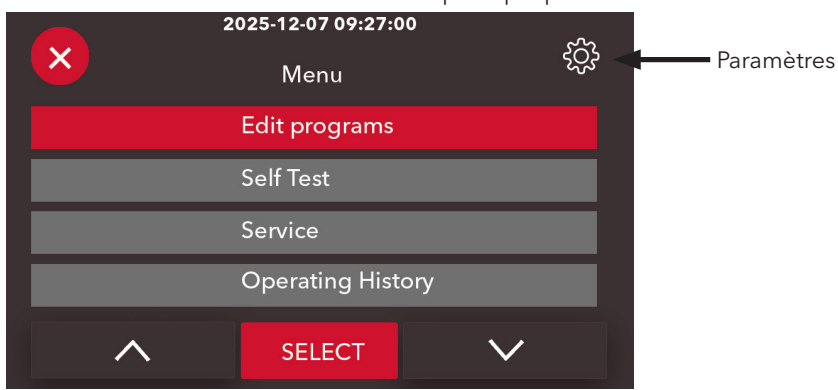 2025-12-07 09:27:00
Menu
Paramètres
Edit programs
Self Test
Service
Operating History
SELECT